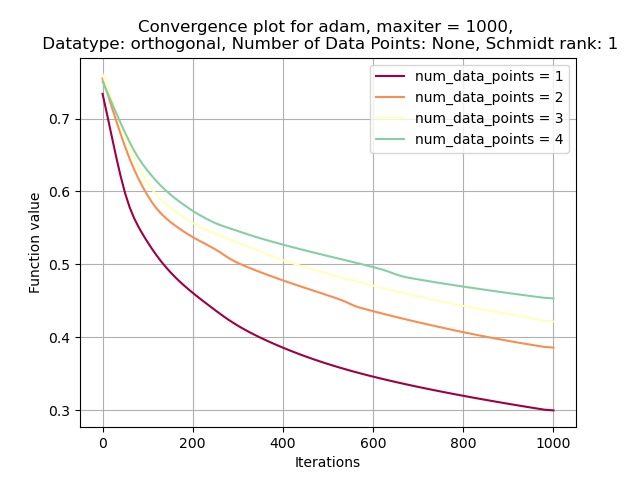 Convergence plot for adam, maxiter = 1000,
Datatype: orthogonal, Number of Data Points: None, Schmidt rank: 1
num_data_points = 1
num_data_points = 2
num_data_points = 3
num_data_points = 4
Function value
0.7
0.6
0.5
0.4
0.3
0 200 400 600 800 1000
Iterations